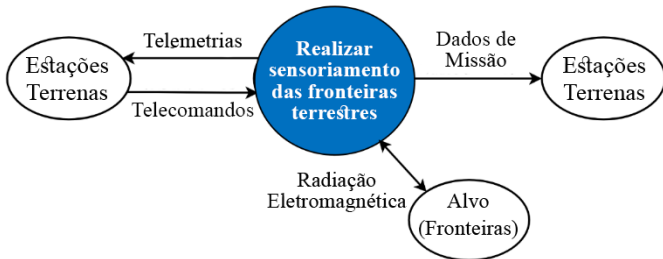 Telemetrias
Estações
Terrenas
Telecomandos
Realizar
sensoriamento
das fronteiras
terrestres
Dados de
Missão
Estações
Terrenas
Radiação
Eletromagnética
Alvo
(Fronteiras)